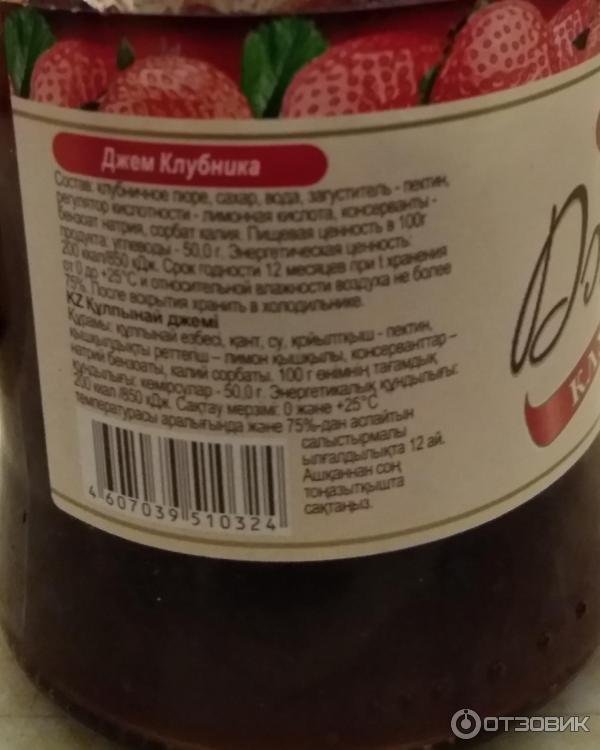 Джем Клубника
Состав: клубничное пюре, сахар, вода, загуститель - пектин,
регулятор кислотности - лимонная кислота, консерванты -
бензоат натрия, сорбат калия. Пищевая ценность в 100г
продукта: углеводы - 50,0 г. Энергетическая ценность:
200 ккал/850 кДж. Срок годности 12 месяцев при t хранения
от 0 до +25°C и относительной влажности воздуха не более
75%. После вскрытия хранить в холодильнике.
KZ Құлпынай джемі
Құрамы: құлпынай езбесі, қант, су, қойылтқыш - пектин,
қышқылдықты реттегіш – лимон қышқылы, консерванттар –
натрий бензоаты, калий сорбаты. 100 г өнімнің тағамдық
құндылығы: көмірсулар - 50,0 г. Энергетикалық құндылығы:
200 ккал /850 кДж. Сақтау мерзімі: 0 және +25°C
температурасы аралығында және 75%-дан аспайтын
салыстырмалы
ылғалдылықта 12 ай.
Ашқаннан соң
тоңазытқышта
сақтаңыз.
4 607039 510324
Дж
КЛУ
ОТЗОВИК